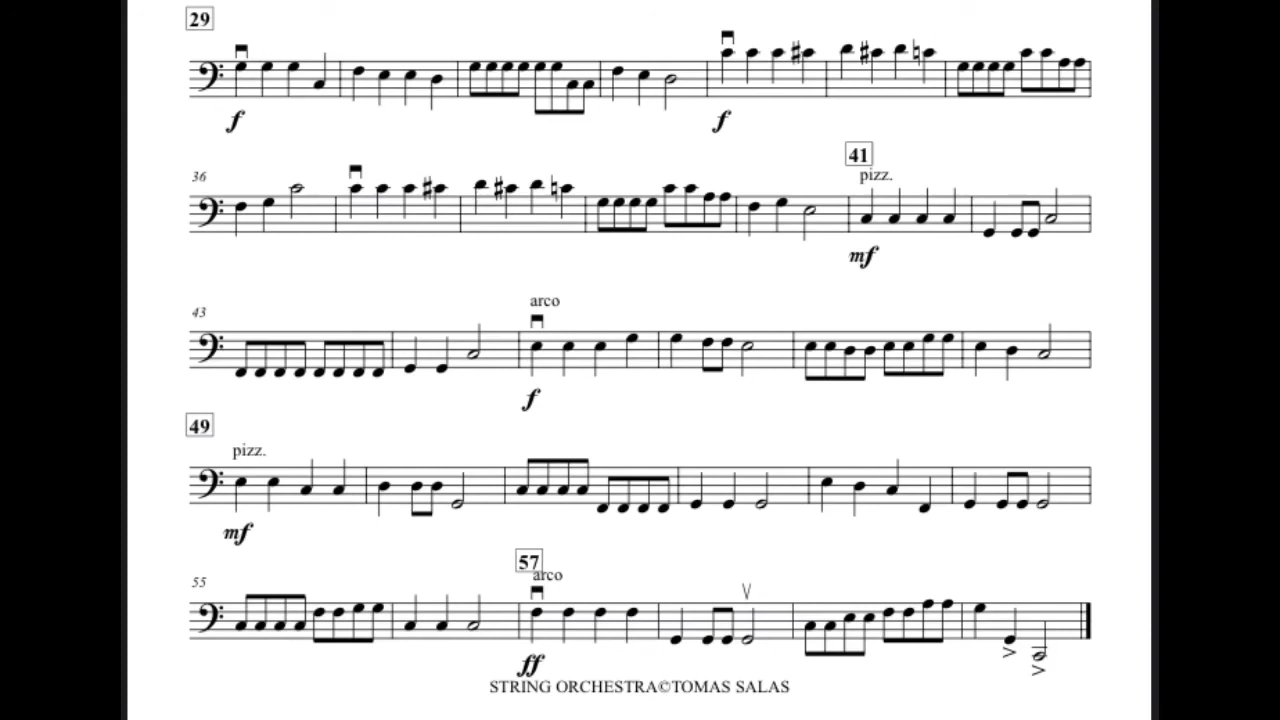 29
f f
41
36 pizz.
mf
43 arco
f
49
pizz.
mf
57
55 arco
ff
STRING ORCHESTRA©TOMAS SALAS